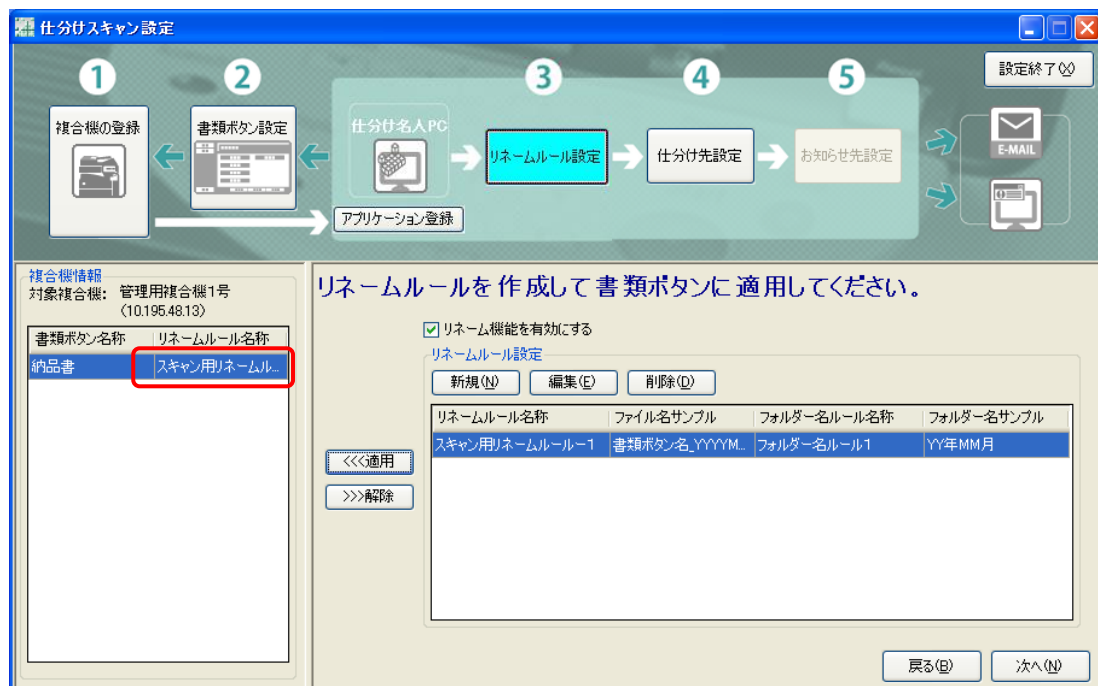 仕分けスキャン設定
1
2
3
4
5
設定終了(X)
複合機の登録
書類ボタン設定
仕分け名人PC
リネームルール設定
仕分け先設定
お知らせ先設定
E-MAIL
アプリケーション登録
複合機情報
対象複合機: 管理用複合機1号
(10.195.48.13)
書類ボタン名称 リネームルール名称
納品書 スキャン用リネームル...
リネームルールを作成して書類ボタンに適用してください。
リネーム機能を有効にする
リネームルール設定
新規(N) 編集(E) 削除(D)
リネームルール名称 ファイル名サンプル フォルダー名ルール名称 フォルダー名サンプル
スキャン用リネームルールー1 書類ボタン名_YYYYM... フォルダー名ルール1 YY年MM月
<<<適用
>>>解除
戻る(B) 次へ(N)